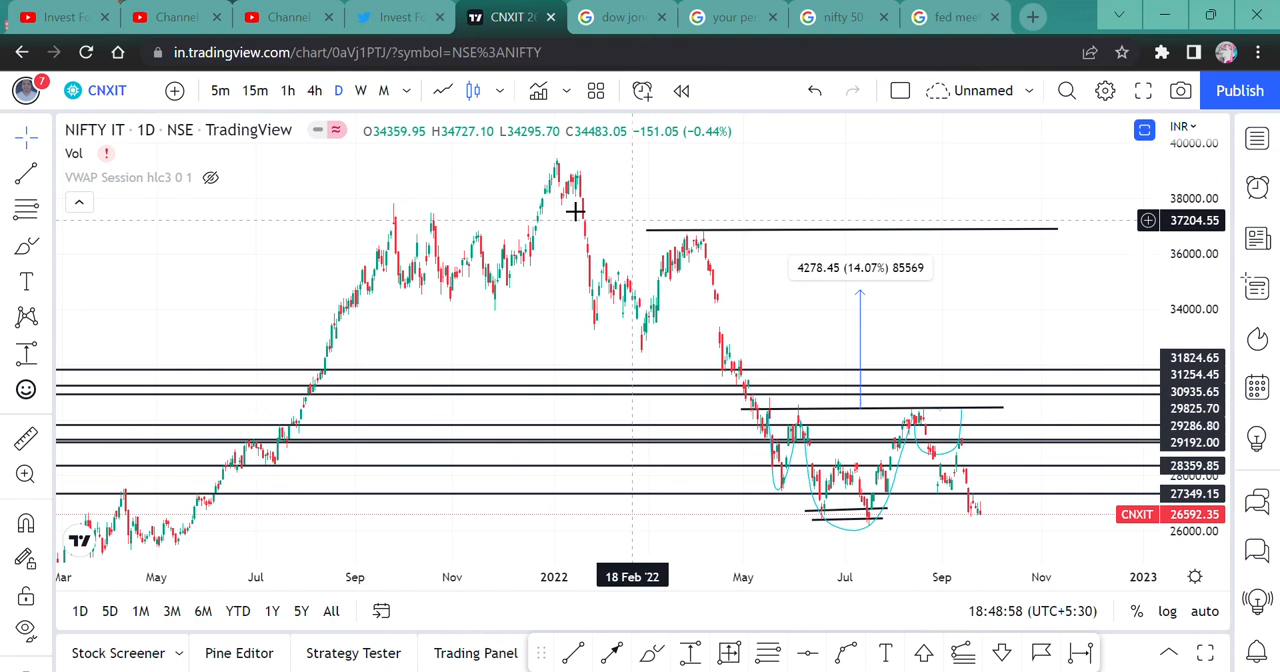 Invest Fo
Channel
Channel
Invest Fo
CNXIT 26
dow jone
your per
nifty 50
fed meet
in.tradingview.com/chart/0aVj1PTJ/?symbol=NSE%3ANIFTY
7
CNXIT
5m 15m 1h 4h D W M
Unnamed
Publish
NIFTY IT · 1D · NSE · TradingView
O34359.95 H34727.10 L34295.70 C34483.05 −151.05 (−0.44%)
INR
Vol !
VWAP Session hlc3 0 1
40000.00
38000.00
37204.55
36000.00
4278.45 (14.07%) 85569
34000.00
31824.65
31254.45
30935.65
29825.70
29286.80
29192.00
28359.85
28000.00
27349.15
CNXIT 26592.35
26000.00
Mar May Jul Sep Nov 2022 18 Feb '22 May Jul Sep Nov 2023
1D 5D 1M 3M 6M YTD 1Y 5Y All
18:48:58 (UTC+5:30) % log auto
Stock Screener Pine Editor Strategy Tester Trading Panel